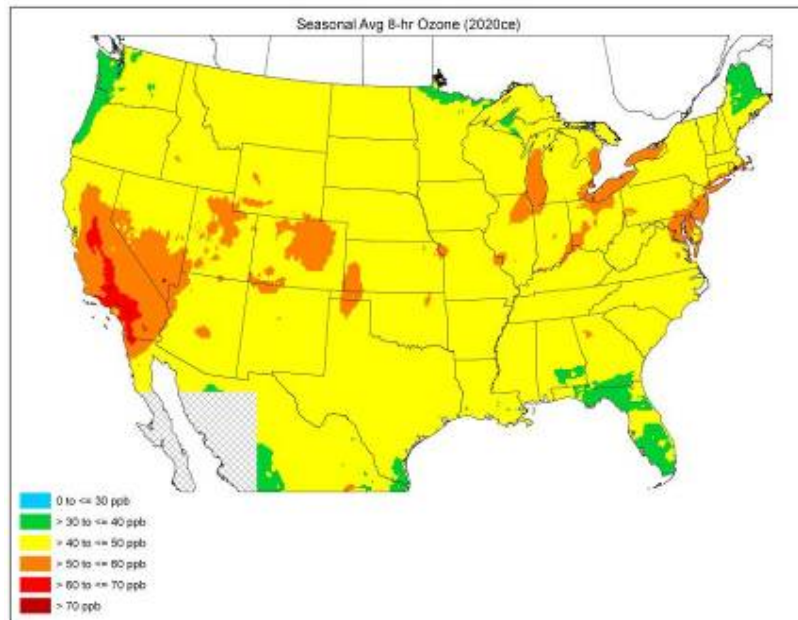 Seasonal Avg 8-hr Ozone (2020ce)
0 to <= 30 ppb
> 30 to <= 40 ppb
> 40 to <= 50 ppb
> 50 to <= 60 ppb
> 60 to <= 70 ppb
> 70 ppb